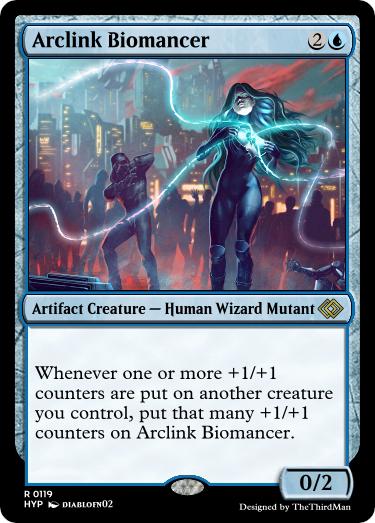 Arclink Biomancer 2
Artifact Creature — Human Wizard Mutant
Whenever one or more +1/+1
counters are put on another creature
you control, put that many +1/+1
counters on Arclink Biomancer.
0/2
R 0119
HYP DIABLOFN02
Designed by TheThirdMan